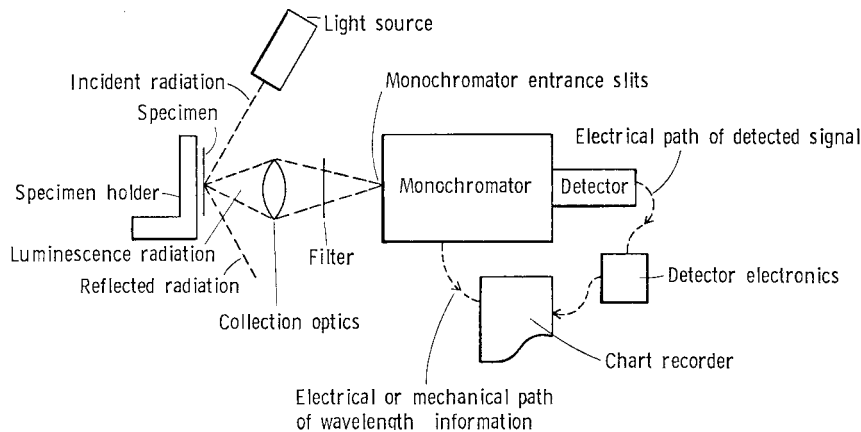 Light source
Incident radiation
Monochromator entrance slits
Specimen
Electrical path of detected signal
Monochromator
Detector
Specimen holder
Luminescence radiation
Filter
Reflected radiation
Detector electronics
Collection optics
Chart recorder
Electrical or mechanical path
of wavelength information